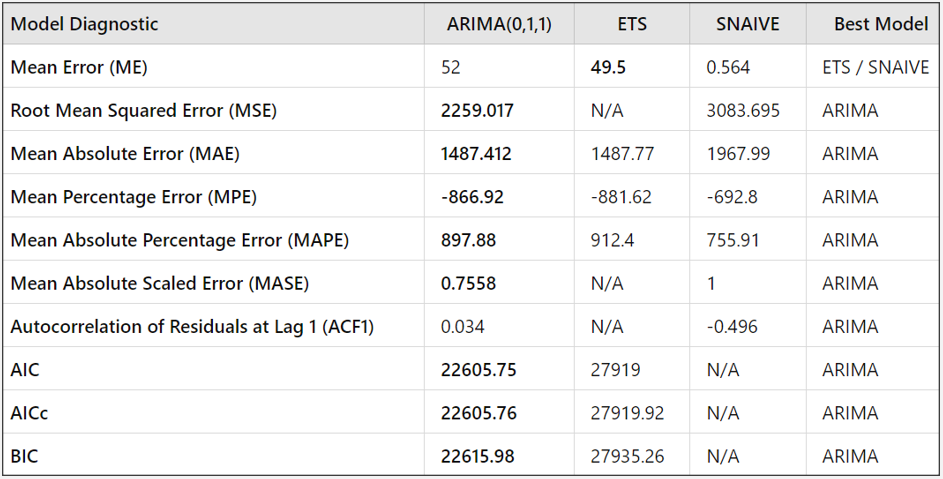 Model Diagnostic ARIMA(0,1,1) ETS SNAIVE Best Model
Mean Error (ME) 52 49.5 0.564 ETS / SNAIVE
Root Mean Squared Error (MSE) 2259.017 N/A 3083.695 ARIMA
Mean Absolute Error (MAE) 1487.412 1487.77 1967.99 ARIMA
Mean Percentage Error (MPE) -866.92 -881.62 -692.8 ARIMA
Mean Absolute Percentage Error (MAPE) 897.88 912.4 755.91 ARIMA
Mean Absolute Scaled Error (MASE) 0.7558 N/A 1 ARIMA
Autocorrelation of Residuals at Lag 1 (ACF1) 0.034 N/A -0.496 ARIMA
AIC 22605.75 27919 N/A ARIMA
AICc 22605.76 27919.92 N/A ARIMA
BIC 22615.98 27935.26 N/A ARIMA